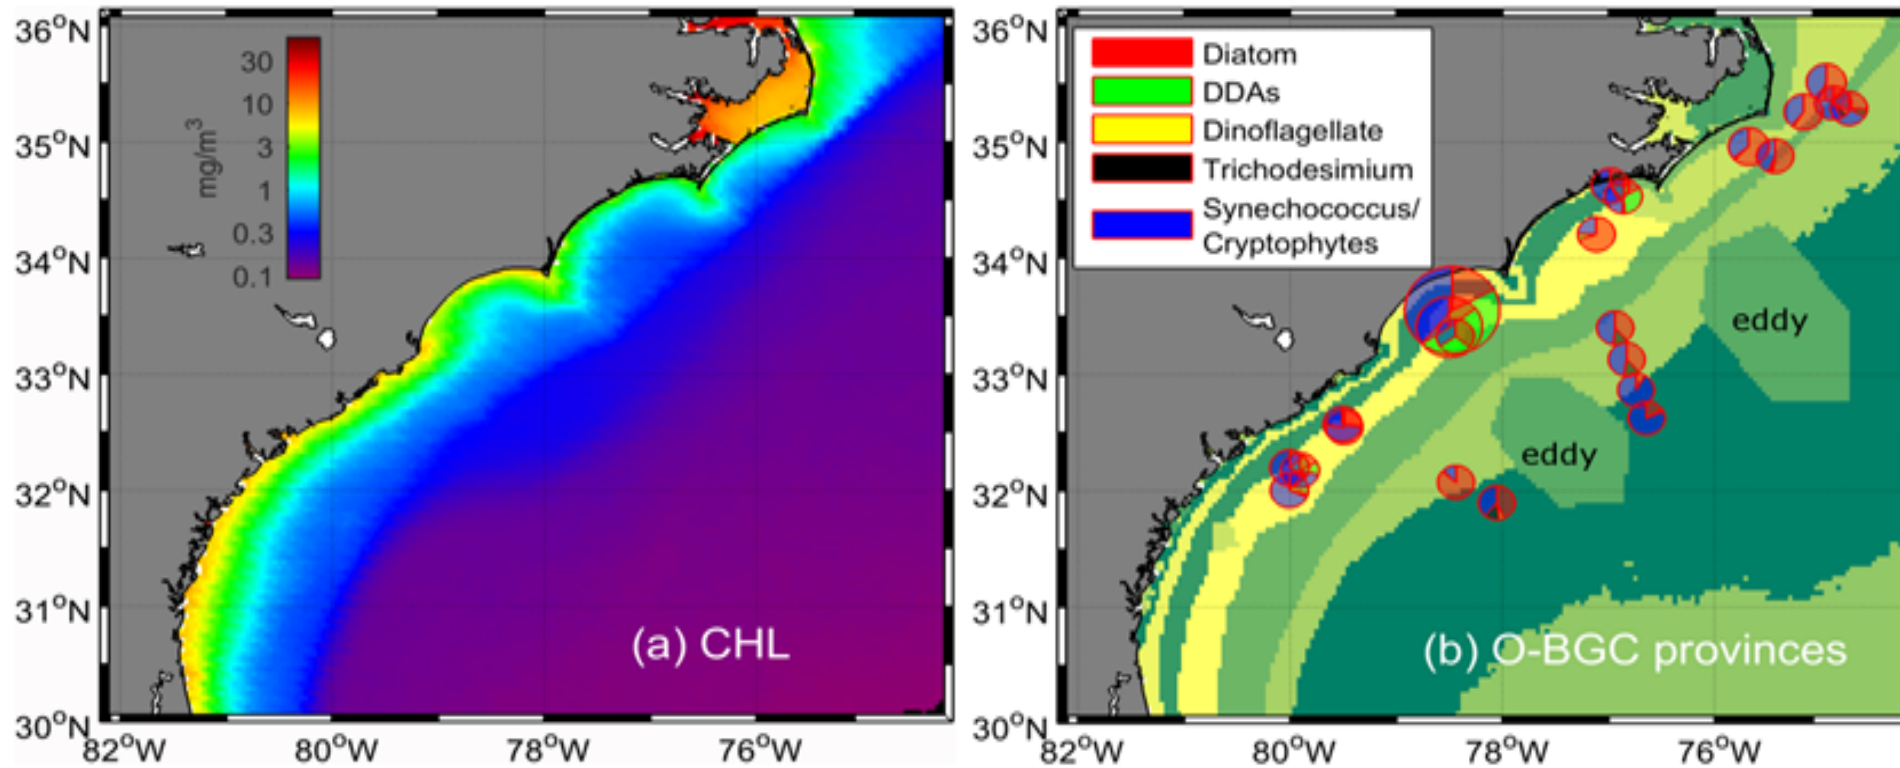 36°N
35°N
34°N
33°N
32°N
31°N
30°N
82°W
80°W
78°W
76°W
mg/m³
30
10
3
1
0.3
0.1
(a) CHL
36°N
35°N
34°N
33°N
32°N
31°N
30°N
82°W
80°W
78°W
76°W
Diatom
DDAs
Dinoflagellate
Trichodesimium
Synechococcus/
Cryptophytes
eddy
eddy
(b) O-BGC provinces